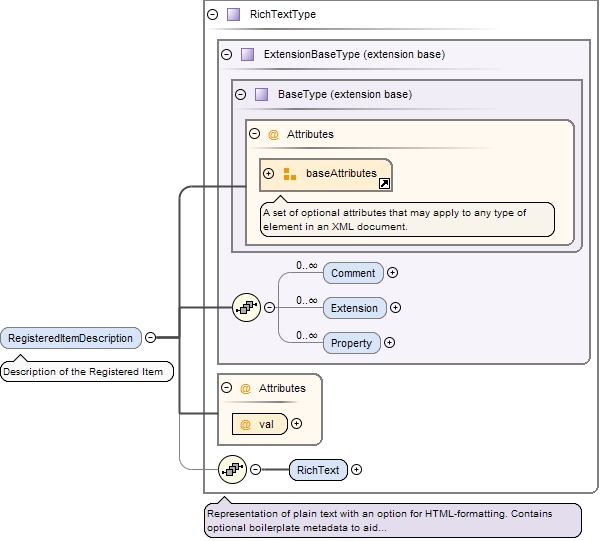 RichTextType
ExtensionBaseType (extension base)
BaseType (extension base)
@ Attributes
baseAttributes
A set of optional attributes that may apply to any type of
element in an XML document.
0..∞
Comment
0..∞
Extension
0..∞
Property
RegisteredItemDescription
Description of the Registered Item
@ Attributes
@ val
RichText
Representation of plain text with an option for HTML-formatting. Contains
optional boilerplate metadata to aid...